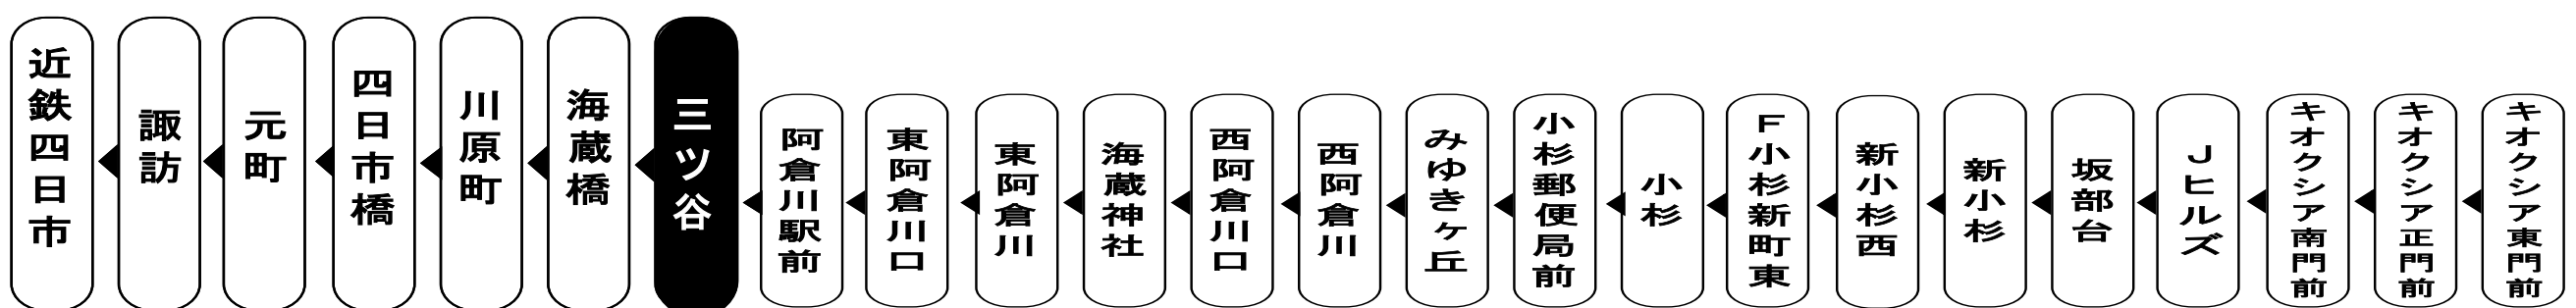 近鉄四日市
諏訪
元町
四日市橋
川原町
海蔵橋
三ツ谷
阿倉川駅前
東阿倉川口
東阿倉川
海蔵神社
西阿倉川口
西阿倉川
みゆきヶ丘
小杉郵便局前
小杉
F小杉新町東
新小杉西
新小杉
坂部台
Jヒルズ
キオクシア南門前
キオクシア正門前
キオクシア東門前